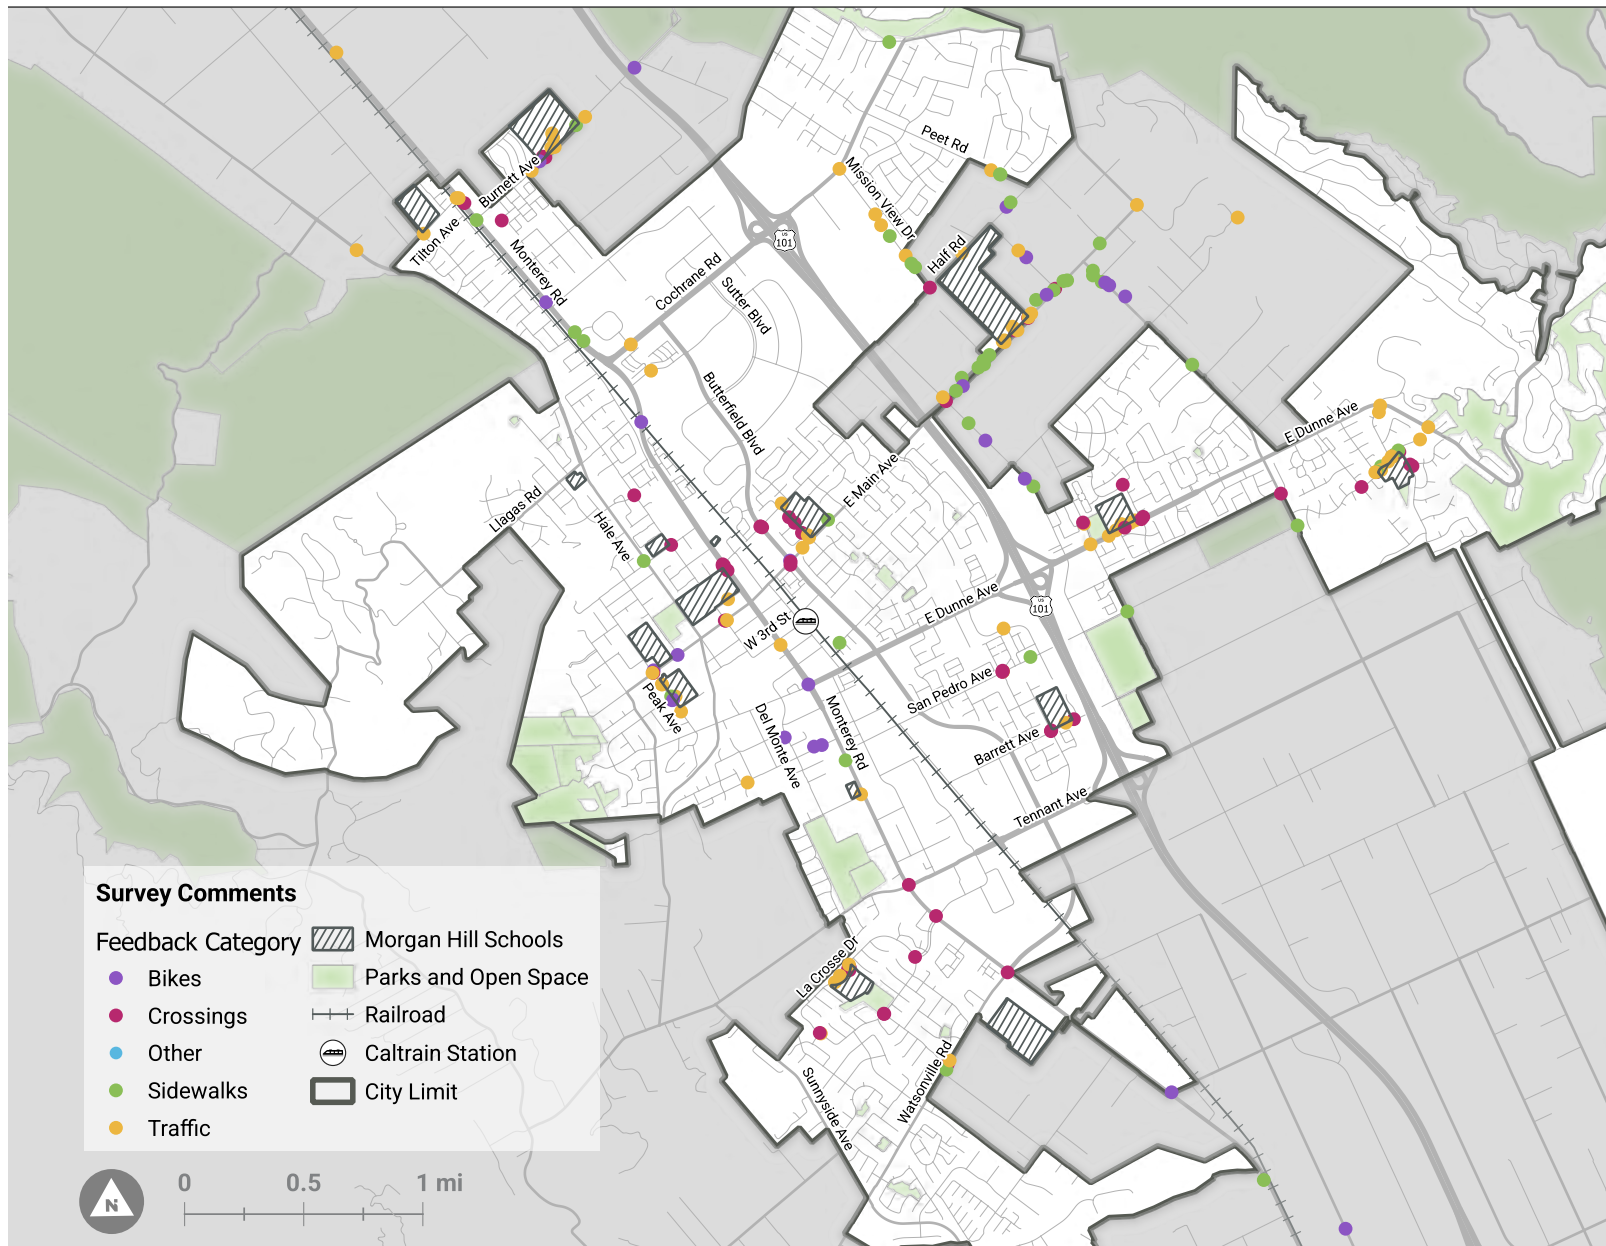 Peet Rd
Mission View Dr
Burnett Ave
Tilton Ave
Half Rd
US
101
Monterey Rd
Cochrane Rd
Sutter Blvd
Butterfield Blvd
E Dunne Ave
E Main Ave
Llagas Rd
Hale Ave
E Dunne Ave
US
101
W 3rd St
San Pedro Ave
Peak Ave
Del Monte Ave
Monterey Rd
Barrett Ave
Tennant Ave
La Crosse Dr
Watsonville Rd
Sunnyside Ave
Survey Comments
Feedback Category
Bikes
Crossings
Other
Sidewalks
Traffic
Morgan Hill Schools
Parks and Open Space
Railroad
Caltrain Station
City Limit
N
0 0.5 1 mi